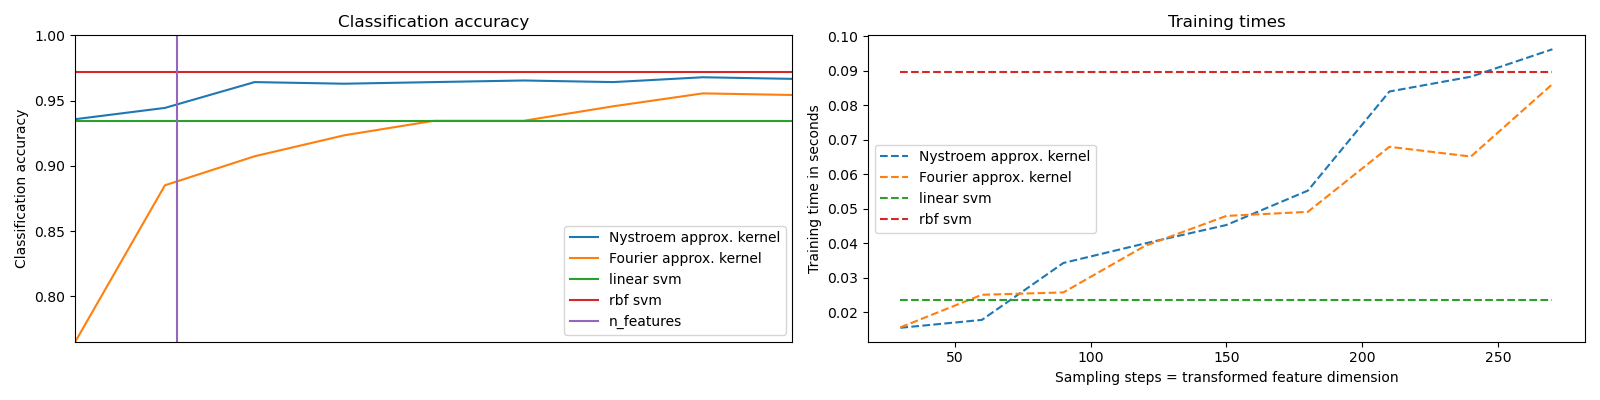 Classification accuracy
1.00
0.95
0.90
0.85
0.80
Classification accuracy
Nystroem approx. kernel
Fourier approx. kernel
linear svm
rbf svm
n_features
Training times
0.10
0.09
0.08
0.07
0.06
0.05
0.04
0.03
0.02
Training time in seconds
Nystroem approx. kernel
Fourier approx. kernel
linear svm
rbf svm
50
100
150
200
250
Sampling steps = transformed feature dimension